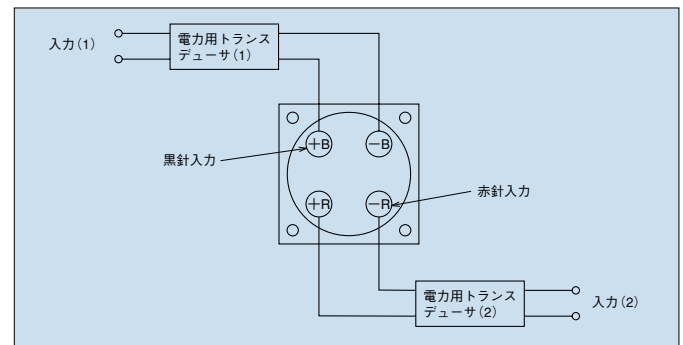 入力(1)
電力用トランス
デューサ(1)
+B
−B
黒針入力
+R
−R
赤針入力
電力用トランス
デューサ(2)
入力(2)